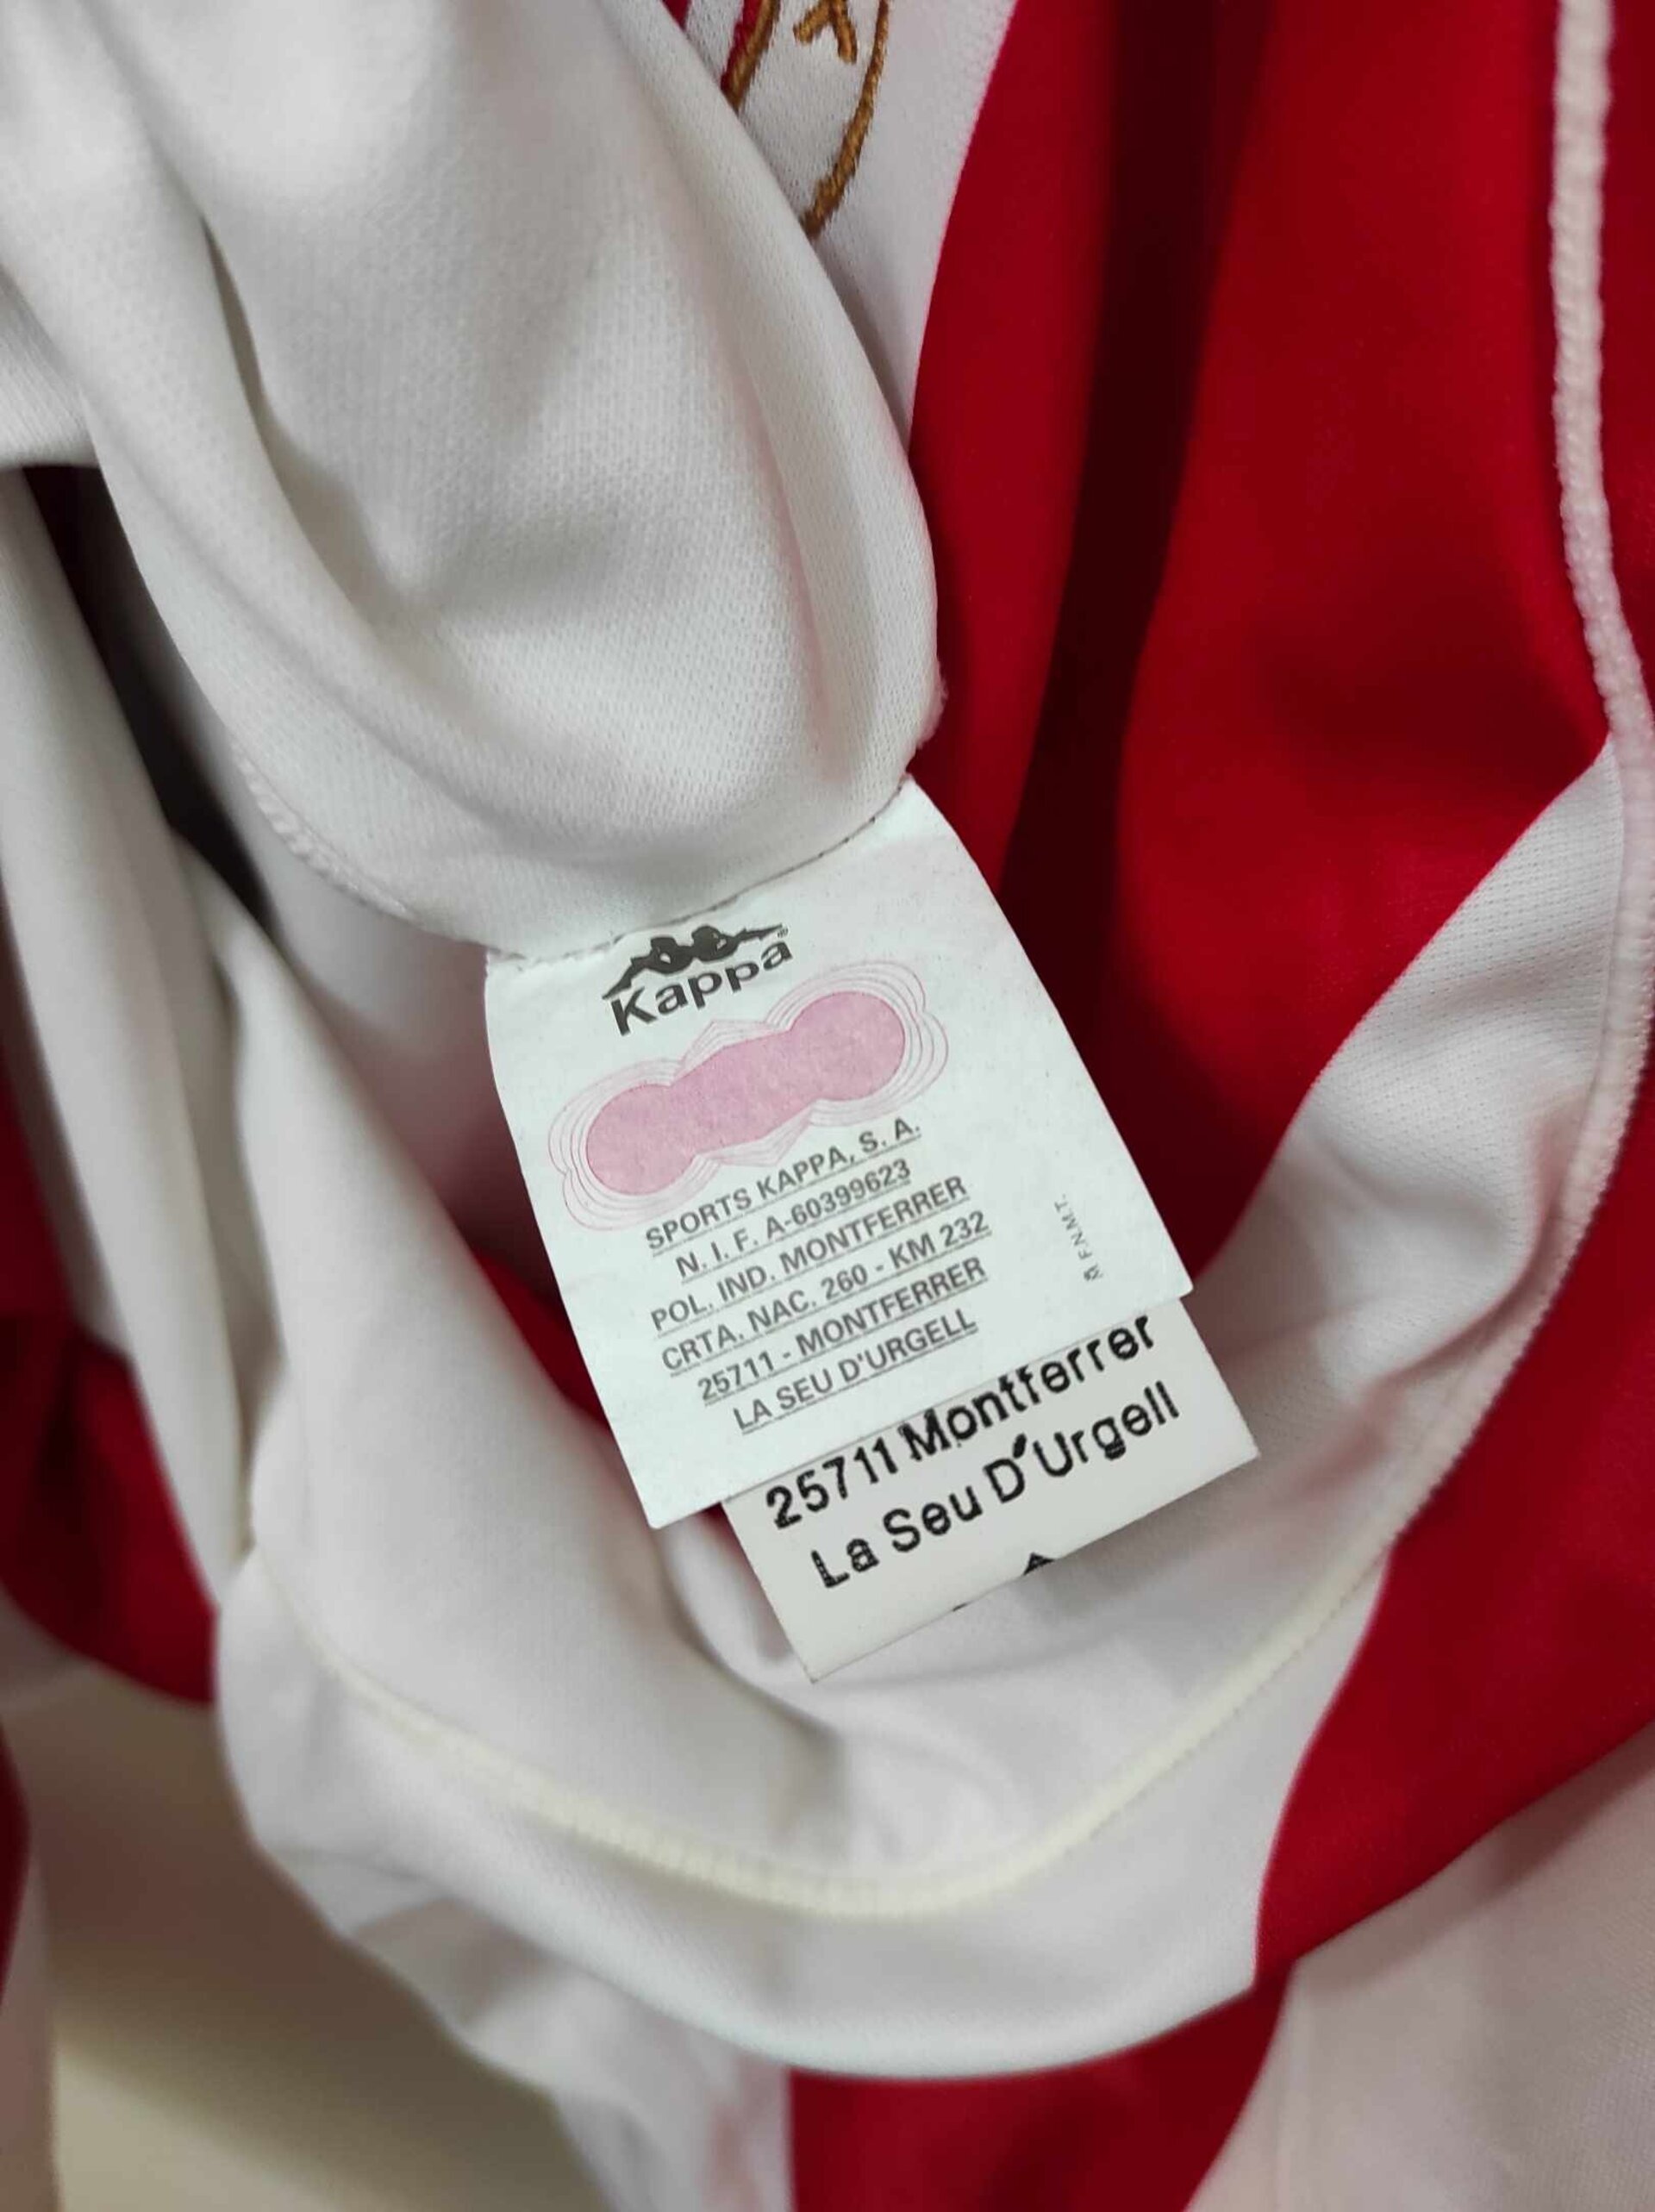 Kappa®
SPORTS KAPPA, S. A.
N. I. F. A-60399623
POL. IND. MONTFERRER
CRTA. NAC. 260 - KM 232
25711 - MONTFERRER
LA SEU D'URGELL
F.N.M.T.
25711 Montferrer
La Seu D'Urgell